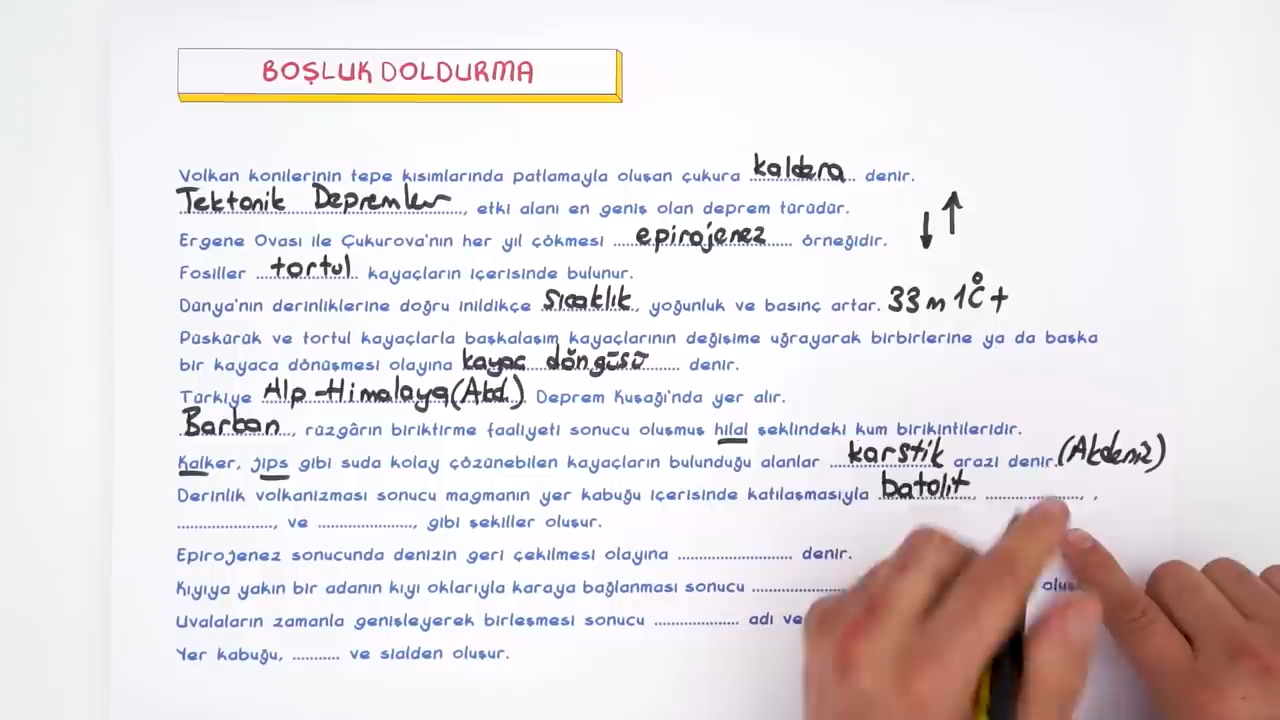 BOŞLUK DOLDURMA
Volkan konilerinin tepe kısımlarında patlamayla oluşan çukura kaldera denir.
Tektonik Depremler, etki alanı en geniş olan deprem türüdür.
Ergene Ovası ile Çukurova'nın her yıl çökmesi epirojenez örneğidir. ↓↑
Fosiller tortul kayaçların içerisinde bulunur.
Dünya'nın derinliklerine doğru inildikçe sıcaklık, yoğunluk ve basınç artar. 33 m 1°C +
Püskürük ve tortul kayaçlarla başkalaşım kayaçlarının değişime uğrayarak birbirlerine ya da başka
bir kayaca dönüşmesi olayına kayaç döngüsü denir.
Türkiye Alp-Himalaya (Akd.) Deprem Kuşağı'nda yer alır.
Barkan, rüzgârın biriktirme faaliyeti sonucu oluşmuş hilal şeklindeki kum birikintileridir.
Kalker, jips gibi suda kolay çözünebilen kayaçların bulunduğu alanlar karstik arazi denir. (Akdeniz)
Derinlik volkanizması sonucu magmanın yer kabuğu içerisinde katılaşmasıyla batolit, ...................., ,
...................., ve ...................., gibi şekiller oluşur.
Epirojenez sonucunda denizin geri çekilmesi olayına ........................ denir.
Kıyıya yakın bir adanın kıyı oklarıyla karaya bağlanması sonucu ....................
Uvalaların zamanla genişleyerek birleşmesi sonucu .................. adı
Yer kabuğu, .......... ve sialden oluşur.